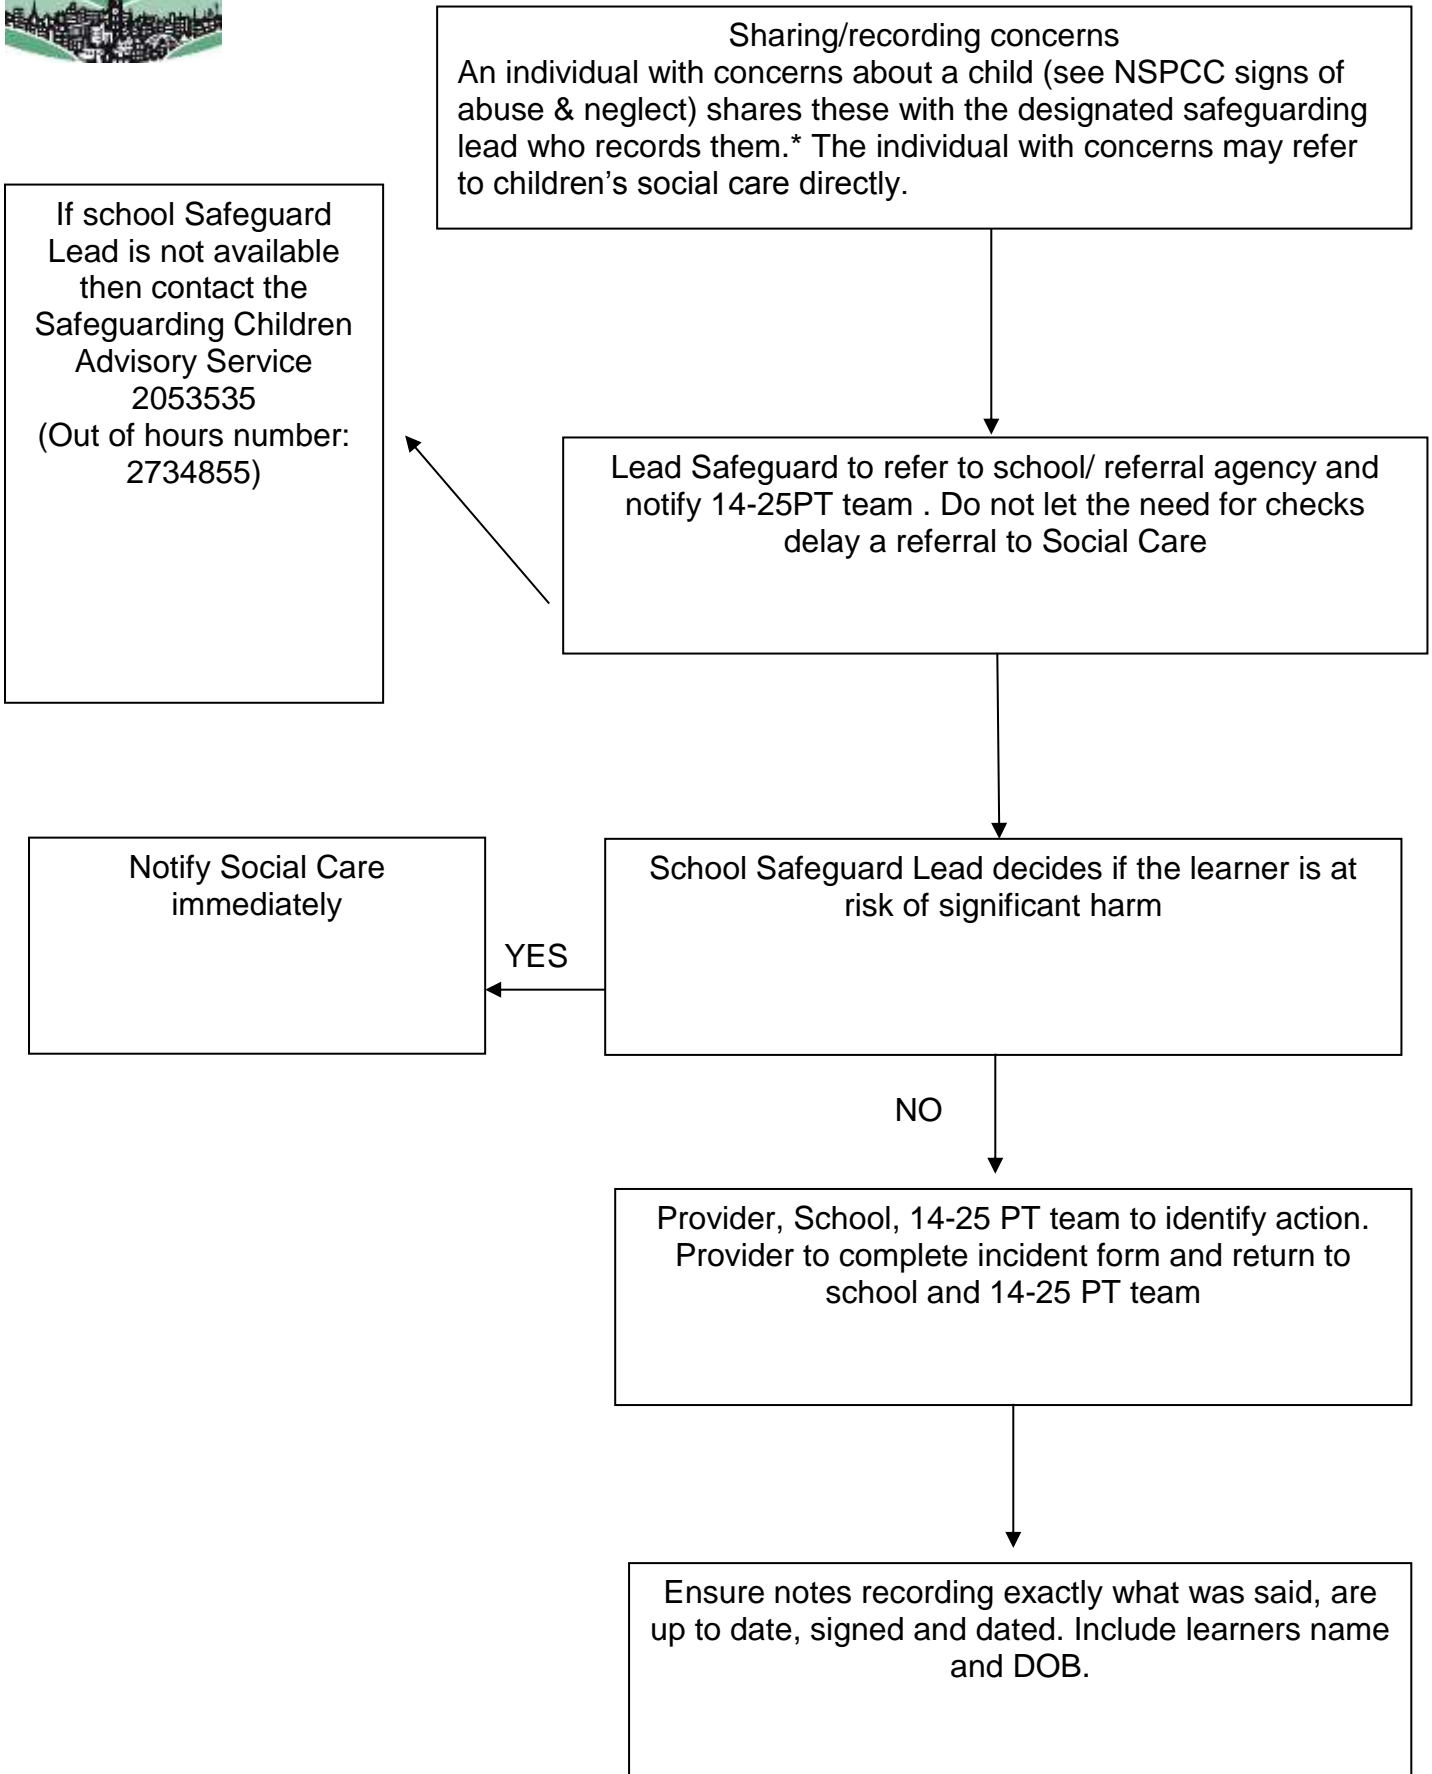 Sharing/recording concerns
An individual with concerns about a child (see NSPCC signs of
abuse & neglect) shares these with the designated safeguarding
lead who records them.* The individual with concerns may refer
to children's social care directly.
If school Safeguard
Lead is not available
then contact the
Safeguarding Children
Advisory Service
2053535
(Out of hours number:
2734855)
Lead Safeguard to refer to school/ referral agency and
notify 14-25PT team . Do not let the need for checks
delay a referral to Social Care
School Safeguard Lead decides if the learner is at
risk of significant harm
YES
Notify Social Care
immediately
NO
Provider, School, 14-25 PT team to identify action.
Provider to complete incident form and return to
school and 14-25 PT team
Ensure notes recording exactly what was said, are
up to date, signed and dated. Include learners name
and DOB.